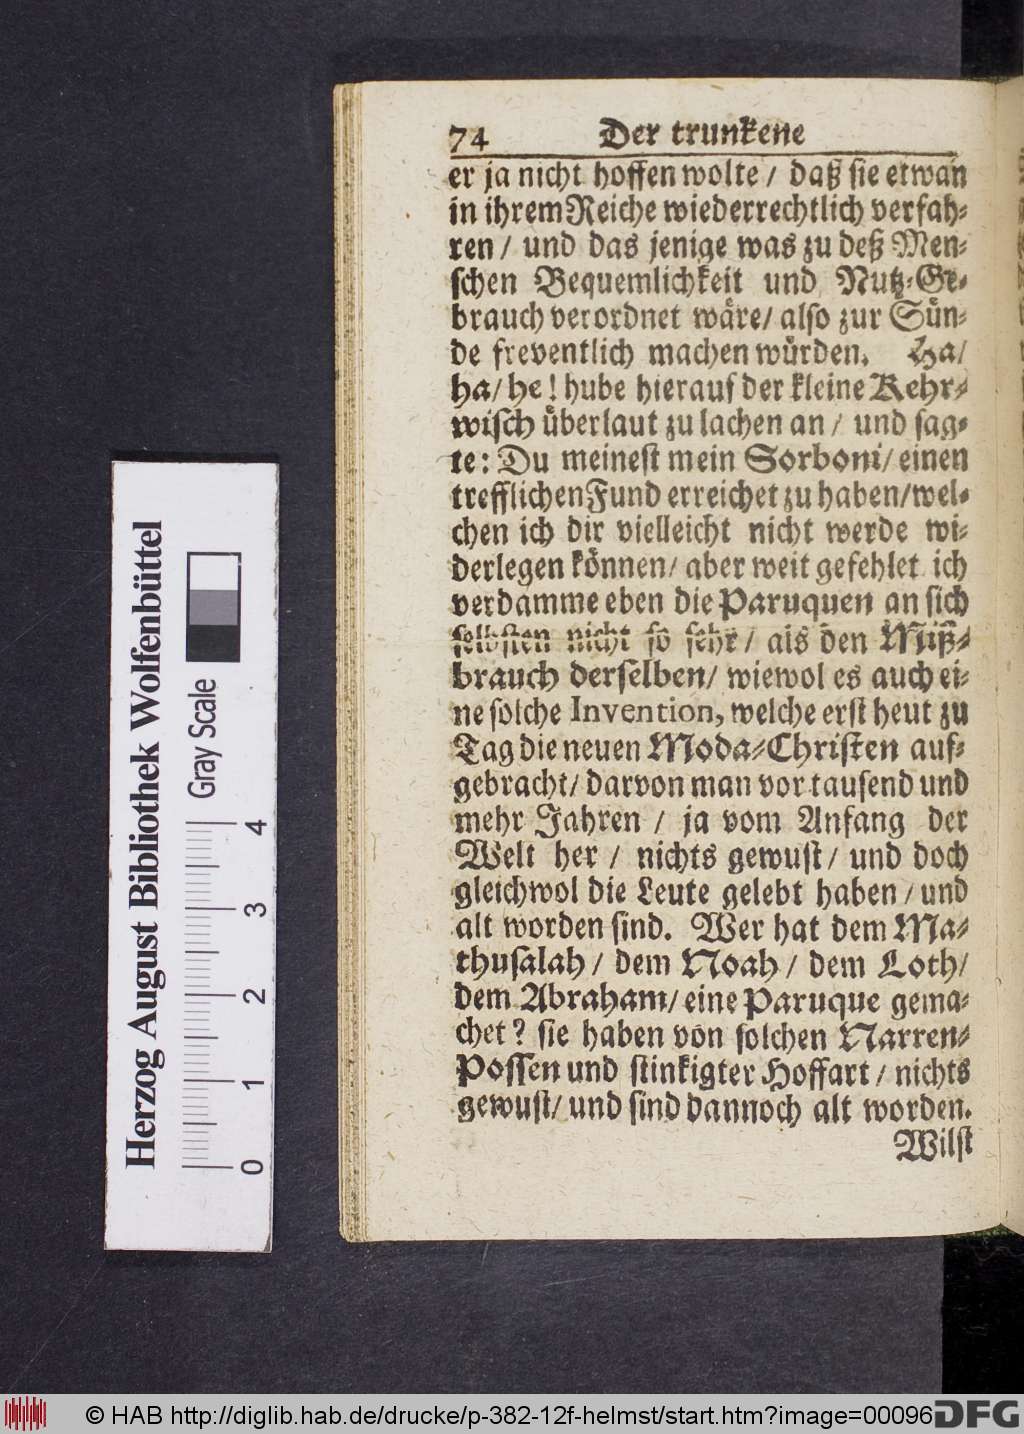 74 Der trunkene
er ja nicht hoffen wolte / daß sie etwan
in ihrem Reiche wiederrechtlich verfah-
ren / und das jenige was zu deß Men-
schen Bequemlichkeit und Nutz-Ge-
brauch verordnet wäre / also zur Sün-
de freventlich machen würden. Ha /
ha / he ! hube hierauf der kleine Kehr-
wisch überlaut zu lachen an / und sag-
te: Du meinest mein Sorboni / einen
trefflichen Fund erreichet zu haben / wel-
chen ich dir vielleicht nicht werde wi-
derlegen können / aber weit gefehlet ich
verdamme eben die Paruquen an sich
selbsten nicht so sehr / als den Miß-
brauch derselben / wiewol es auch ei-
ne solche Invention, welche erst heut zu
Tag die neuen Moda-Christen auf-
gebracht / darvon man vor tausend und
mehr Jahren / ja vom Anfang der
Welt her / nichts gewust / und doch
gleichwol die Leute gelebt haben / und
alt worden sind. Wer hat dem Ma-
thusalah / dem Noah / dem Loth /
dem Abraham / eine Paruque gema-
chet ? sie haben von solchen Narren-
Possen und stinkigter Hoffart / nichts
gewust / und sind dannoch alt worden.
Wilst
Herzog August Bibliothek Wolfenbüttel
Gray Scale
0 1 2 3 4
© HAB http://diglib.hab.de/drucke/p-382-12f-helmst/start.htm?image=00096
DFG